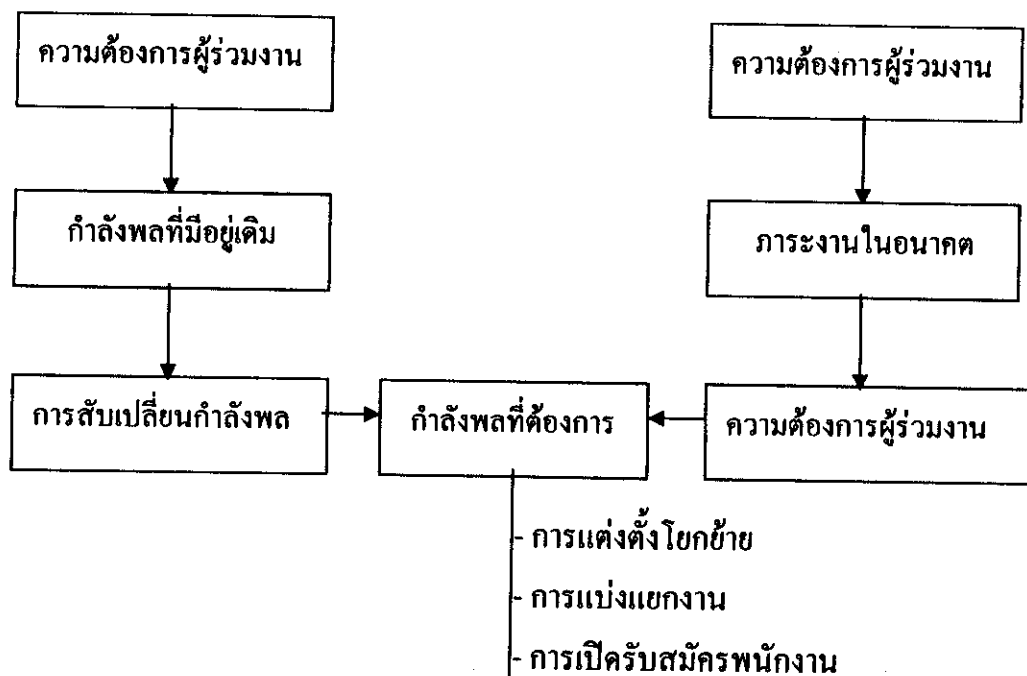 ความต้องการผู้ร่วมงาน
ความต้องการผู้ร่วมงาน
กำลังพลที่มีอยู่เดิม
ภาระงานในอนาคต
การสับเปลี่ยนกำลังพล
กำลังพลที่ต้องการ
ความต้องการผู้ร่วมงาน
- การแต่งตั้งโยกย้าย
- การแบ่งแยกงาน
- การเปิดรับสมัครพนักงาน